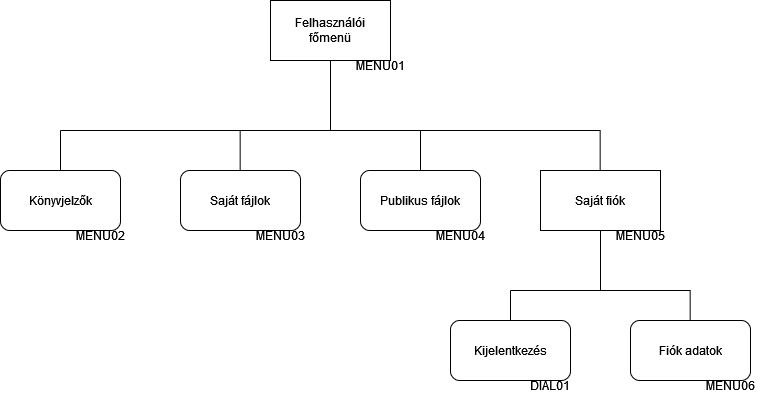 Felhasználói
főmenü
MENU01
Könyvjelzők
MENU02
Saját fájlok
MENU03
Publikus fájlok
MENU04
Saját fiók
MENU05
Kijelentkezés
DIAL01
Fiók adatok
MENU06